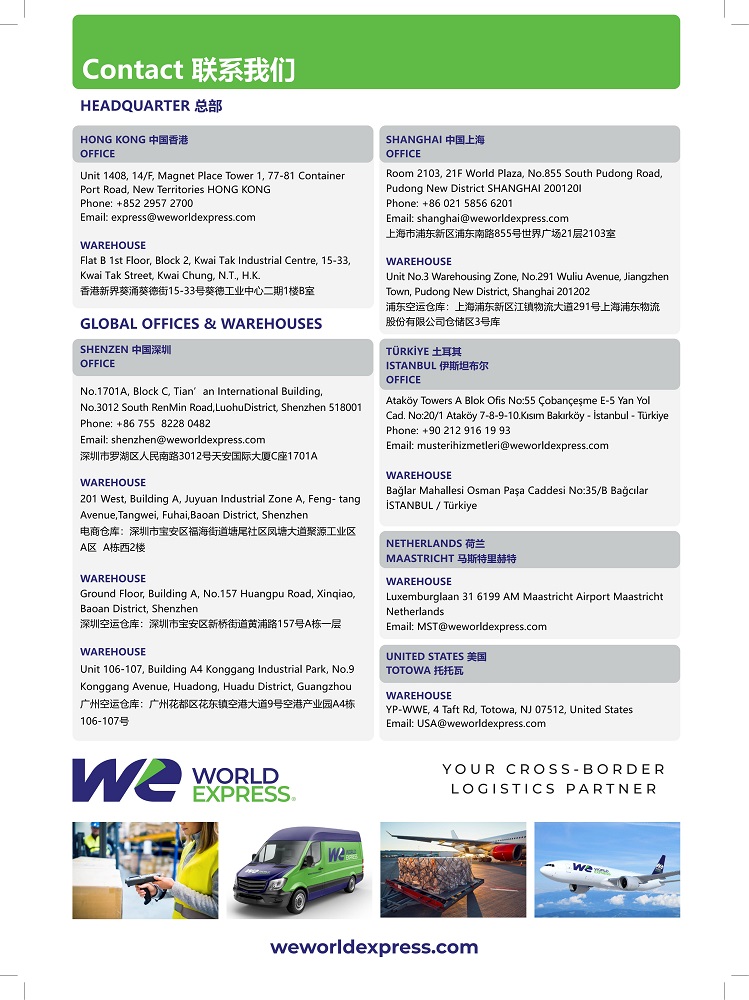 Contact 联系我们
HEADQUARTER 总部
HONG KONG 中国香港
OFFICE
Unit 1408, 14/F, Magnet Place Tower 1, 77-81 Container
Port Road, New Territories HONG KONG
Phone: +852 2957 2700
Email: express@weworldexpress.com
WAREHOUSE
Flat B 1st Floor, Block 2, Kwai Tak Industrial Centre, 15-33,
Kwai Tak Street, Kwai Chung, N.T., H.K.
香港新界葵涌葵德街15-33号葵德工业中心二期1楼B室
SHANGHAI 中国上海
OFFICE
Room 2103, 21F World Plaza, No.855 South Pudong Road,
Pudong New District SHANGHAI 200120I
Phone: +86 021 5856 6201
Email: shanghai@weworldexpress.com
上海市浦东新区浦东南路855号世界广场21层2103室
WAREHOUSE
Unit No.3 Warehousing Zone, No.291 Wuliu Avenue, Jiangzhen
Town, Pudong New District, Shanghai 201202
浦东空运仓库：上海浦东新区江镇物流大道291号上海浦东物流
股份有限公司仓储区3号库
GLOBAL OFFICES & WAREHOUSES
SHENZEN 中国深圳
OFFICE
No.1701A, Block C, Tian’an International Building,
No.3012 South RenMin Road,LuohuDistrict, Shenzhen 518001
Phone: +86 755  8228 0482
Email: shenzhen@weworldexpress.com
深圳市罗湖区人民南路3012号天安国际大厦C座1701A
WAREHOUSE
201 West, Building A, Juyuan Industrial Zone A, Feng- tang
Avenue,Tangwei, Fuhai,Baoan District, Shenzhen
电商仓库：深圳市宝安区福海街道塘尾社区凤塘大道聚源工业区
A区  A栋西2楼
WAREHOUSE
Ground Floor, Building A, No.157 Huangpu Road, Xinqiao,
Baoan District, Shenzhen
深圳空运仓库：深圳市宝安区新桥街道黄浦路157号A栋一层
WAREHOUSE
Unit 106-107, Building A4 Konggang Industrial Park, No.9
Konggang Avenue, Huadong, Huadu District, Guangzhou
广州空运仓库：广州花都区花东镇空港大道9号空港产业园A4栋
106-107号
TÜRKİYE 土耳其
ISTANBUL 伊斯坦布尔
OFFICE
Ataköy Towers A Blok Ofis No:55 Çobançeşme E-5 Yan Yol
Cad. No:20/1 Ataköy 7-8-9-10.Kısım Bakırköy - İstanbul - Türkiye
Phone: +90 212 916 19 93
Email: musterihizmetleri@weworldexpress.com
WAREHOUSE
Bağlar Mahallesi Osman Paşa Caddesi No:35/B Bağcılar
İSTANBUL / Türkiye
NETHERLANDS 荷兰
MAASTRICHT 马斯特里赫特
WAREHOUSE
Luxemburglaan 31 6199 AM Maastricht Airport Maastricht
Netherlands
Email: MST@weworldexpress.com
UNITED STATES 美国
TOTOWA 托托瓦
WAREHOUSE
YP-WWE, 4 Taft Rd, Totowa, NJ 07512, United States
Email: USA@weworldexpress.com
we WORLD
EXPRESS®
YOUR CROSS-BORDER
LOGISTICS PARTNER
we WORLD
EXPRESS
we WORLD
EXPRESS
weworldexpress.com